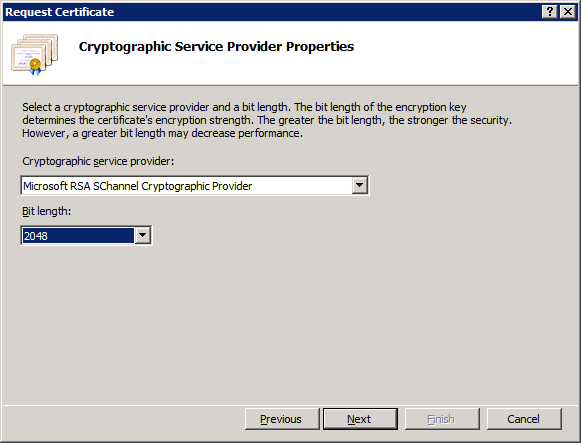 Request Certificate
Cryptographic Service Provider Properties
Select a cryptographic service provider and a bit length. The bit length of the encryption key
determines the certificate's encryption strength. The greater the bit length, the stronger the security.
However, a greater bit length may decrease performance.
Cryptographic service provider:
Microsoft RSA SChannel Cryptographic Provider
Bit length:
2048
Previous Next Finish Cancel